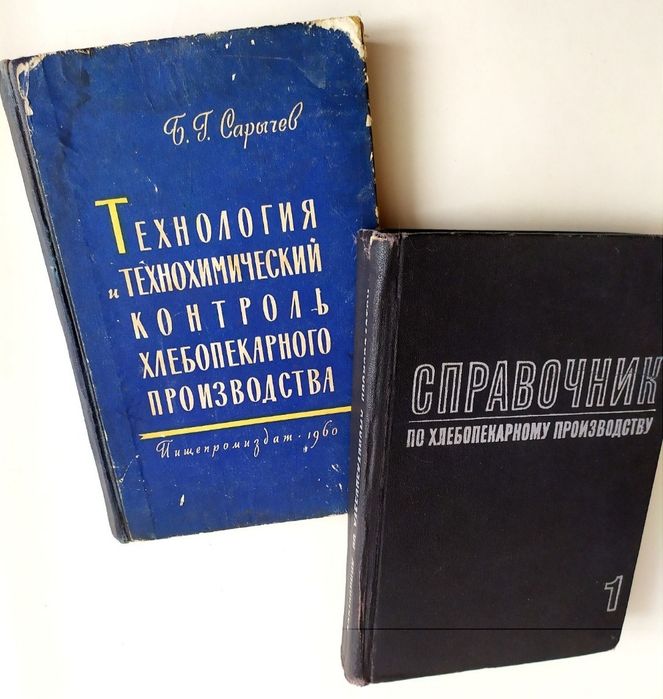 Б. Г. Сарычев
ТЕХНОЛОГИЯ
и ТЕХНОХИМИЧЕСКИЙ
КОНТРОЛЬ
ХЛЕБОПЕКАРНОГО
ПРОИЗВОДСТВА
Пищепромиздат · 1960
СПРАВОЧНИК
ПО ХЛЕБОПЕКАРНОМУ ПРОИЗВОДСТВУ
1